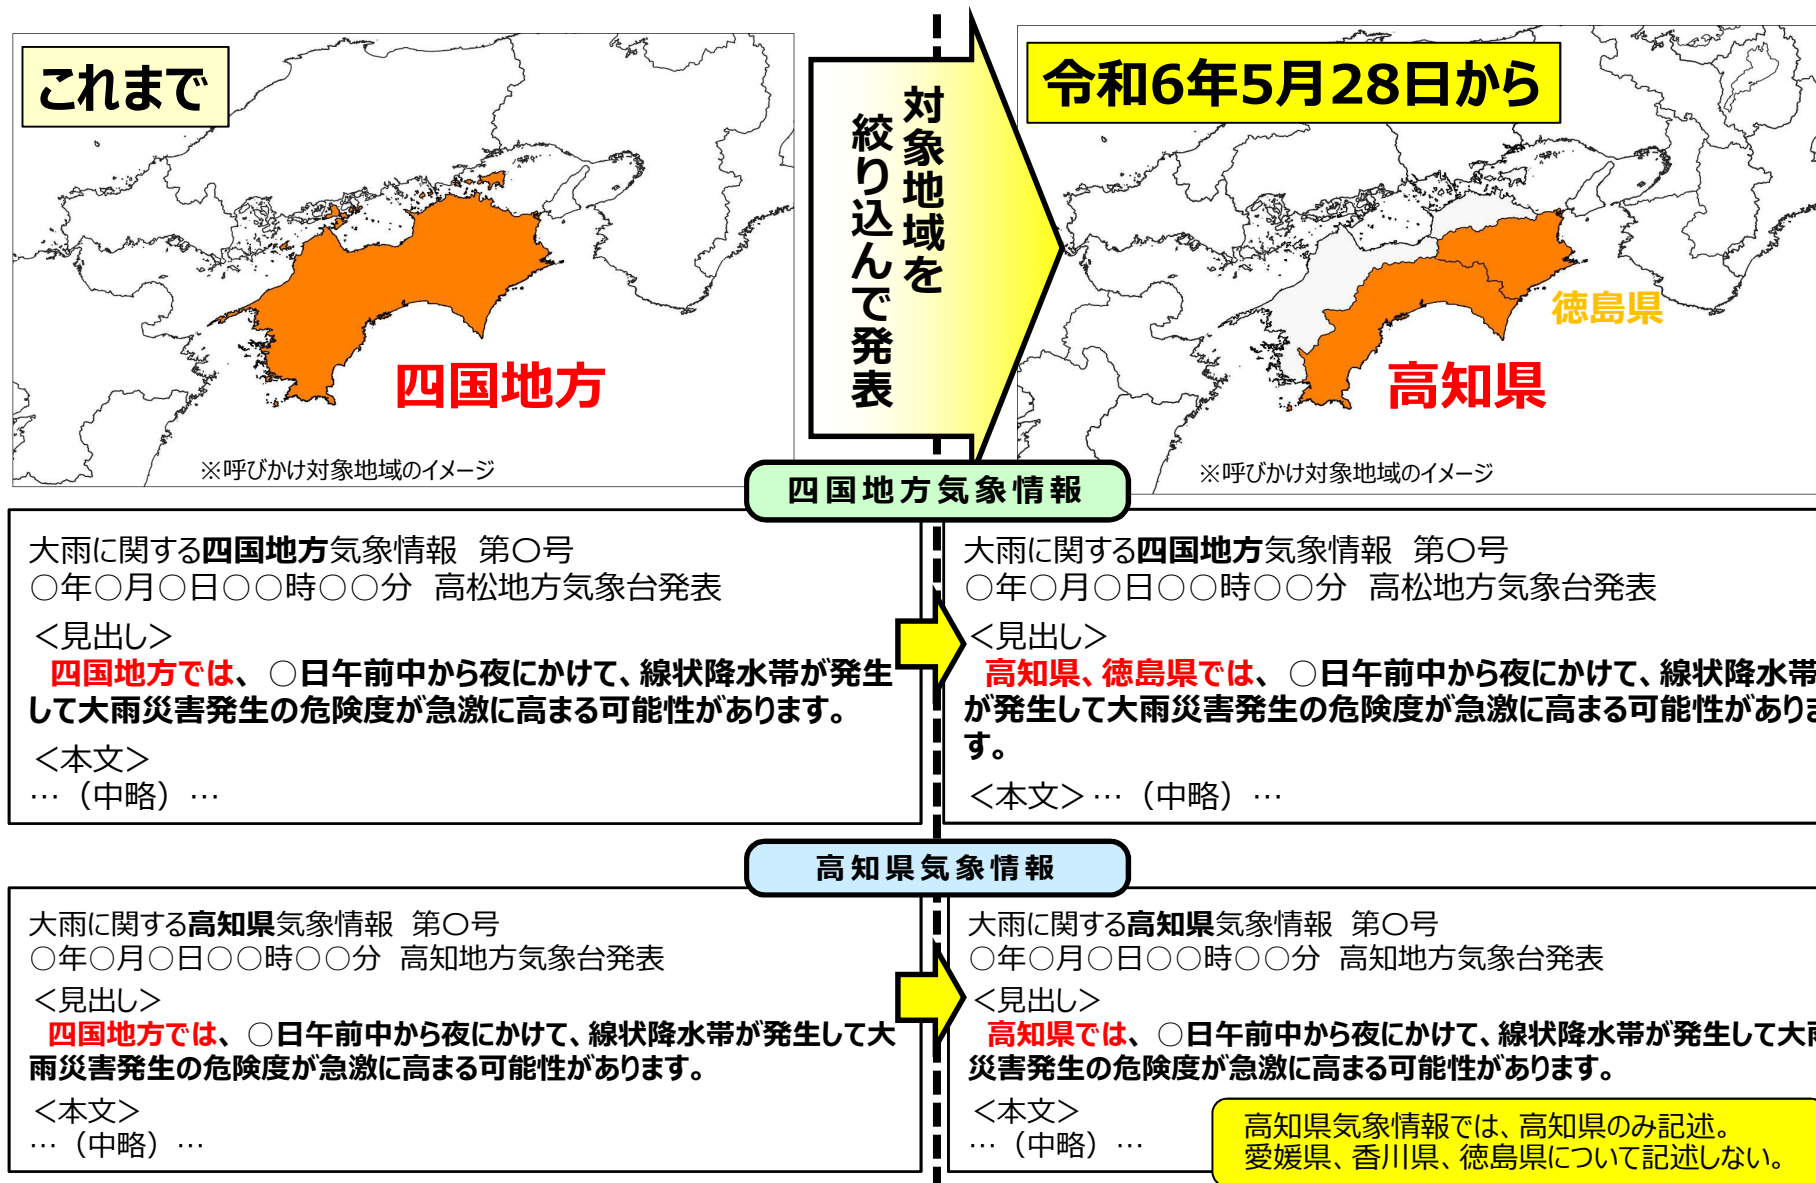 これまで
四国地方
※呼びかけ対象地域のイメージ
対象地域を
絞り込んで発表
令和6年5月28日から
徳島県
高知県
※呼びかけ対象地域のイメージ
四国地方気象情報
大雨に関する四国地方気象情報 第〇号
○年○月○日○○時○○分 高松地方気象台発表
＜見出し＞
四国地方では、○日午前中から夜にかけて、線状降水帯が発生
して大雨災害発生の危険度が急激に高まる可能性があります。
＜本文＞
…（中略）…
大雨に関する四国地方気象情報 第〇号
○年○月○日○○時○○分 高松地方気象台発表
＜見出し＞
高知県、徳島県では、○日午前中から夜にかけて、線状降水帯
が発生して大雨災害発生の危険度が急激に高まる可能性がありま
す。
＜本文＞…（中略）…
高知県気象情報
大雨に関する高知県気象情報 第〇号
○年○月○日○○時○○分 高知地方気象台発表
＜見出し＞
四国地方では、○日午前中から夜にかけて、線状降水帯が発生して大
雨災害発生の危険度が急激に高まる可能性があります。
＜本文＞
…（中略）…
大雨に関する高知県気象情報 第〇号
○年○月○日○○時○○分 高知地方気象台発表
＜見出し＞
高知県では、○日午前中から夜にかけて、線状降水帯が発生して大雨
災害発生の危険度が急激に高まる可能性があります。
＜本文＞
…（中略）…
高知県気象情報では、高知県のみ記述。
愛媛県、香川県、徳島県について記述しない。